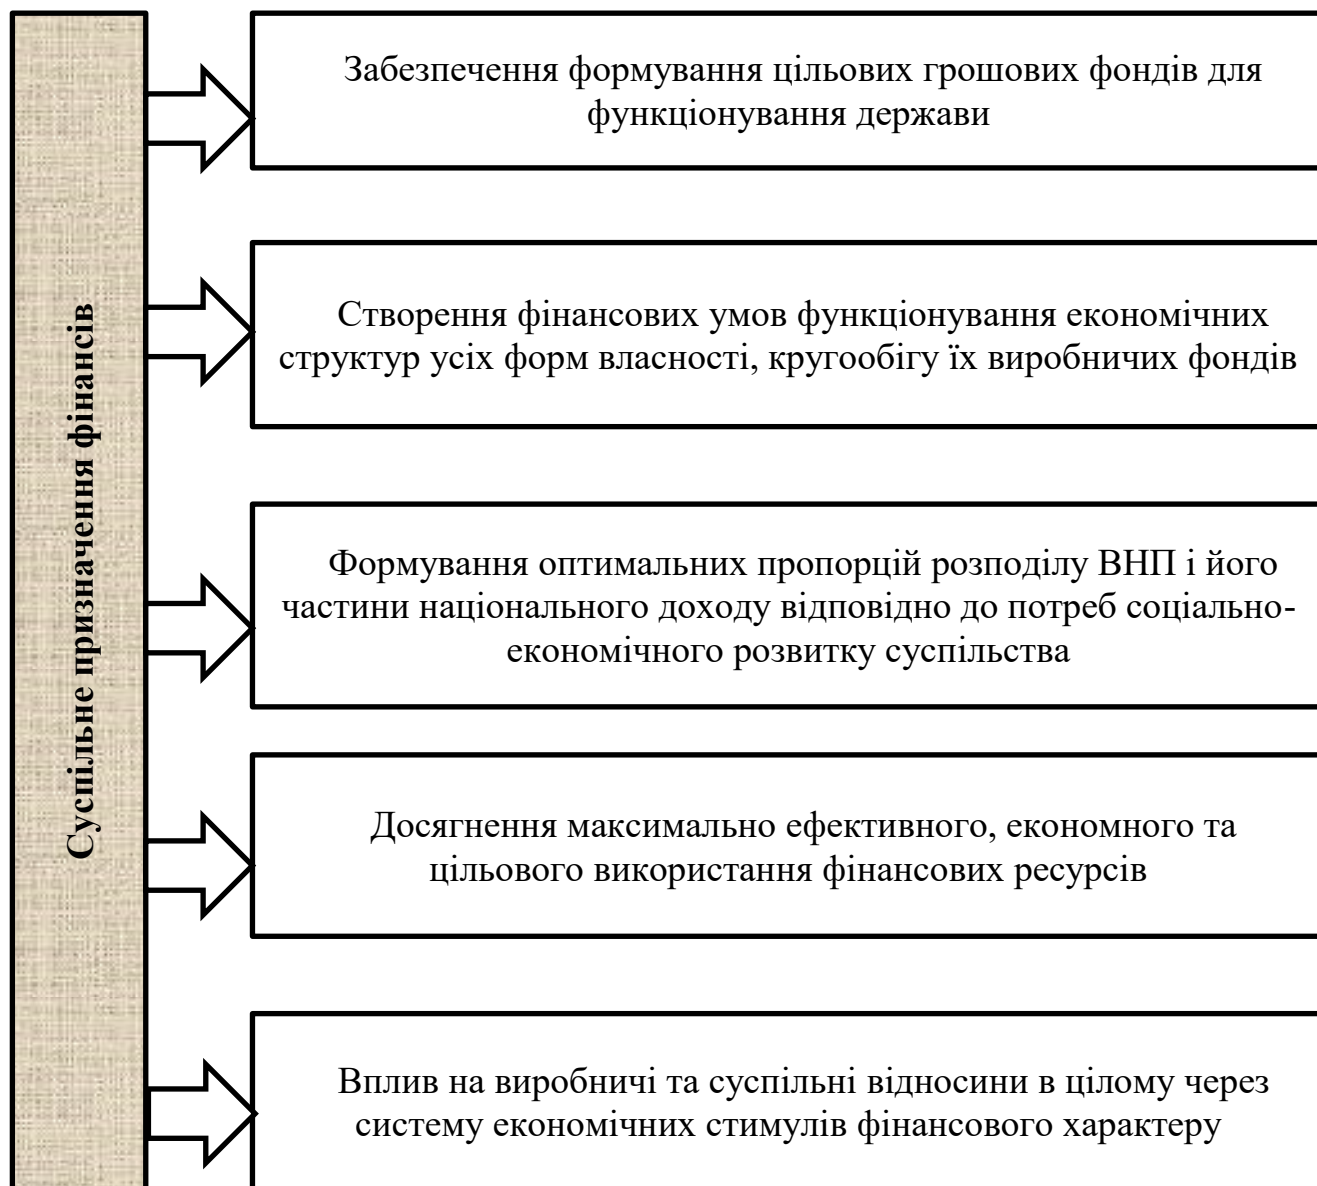 Суспільне призначення фінансів
Забезпечення формування цільових грошових фондів для
функціонування держави
Створення фінансових умов функціонування економічних
структур усіх форм власності, кругообігу їх виробничих фондів
Формування оптимальних пропорцій розподілу ВНП і його
частини національного доходу відповідно до потреб соціально-
економічного розвитку суспільства
Досягнення максимально ефективного, економного та
цільового використання фінансових ресурсів
Вплив на виробничі та суспільні відносини в цілому через
систему економічних стимулів фінансового характеру